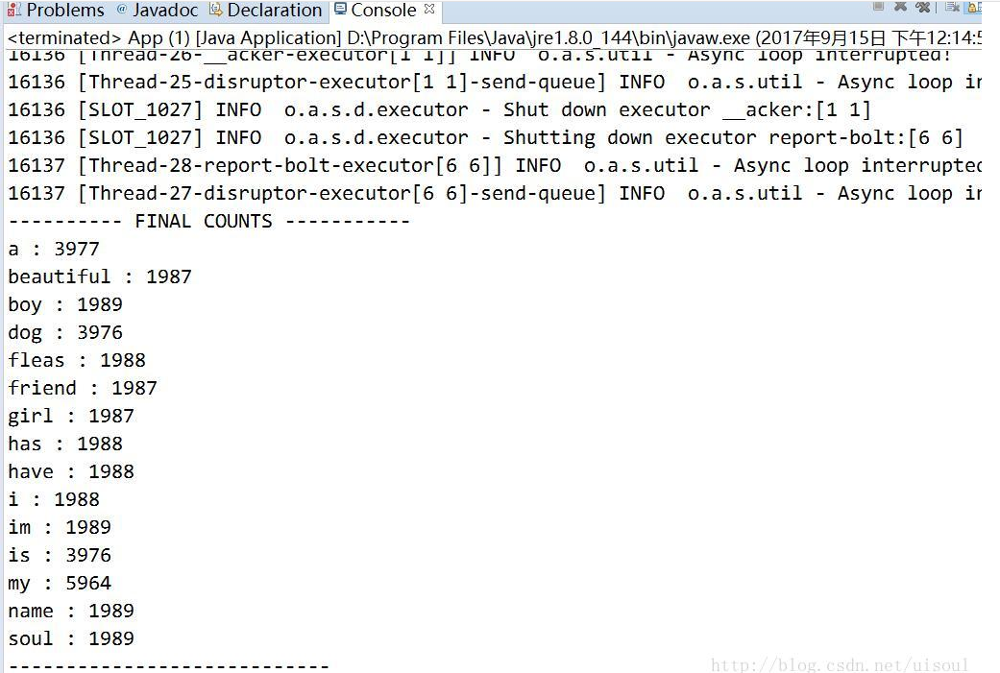 Problems @ Javadoc Declaration Console
<terminated> App (1) [Java Application] D:\Program Files\Java\jre1.8.0_144\bin\javaw.exe (2017年9月15日 下午12:14:5
16136 [Thread-26-__acker-executor[1 1]] INFO  o.a.s.util - Async loop interrupted!
16136 [Thread-25-disruptor-executor[1 1]-send-queue] INFO  o.a.s.util - Async loop in
16136 [SLOT_1027] INFO  o.a.s.d.executor - Shut down executor __acker:[1 1]
16136 [SLOT_1027] INFO  o.a.s.d.executor - Shutting down executor report-bolt:[6 6]
16137 [Thread-28-report-bolt-executor[6 6]] INFO  o.a.s.util - Async loop interrupted
16137 [Thread-27-disruptor-executor[6 6]-send-queue] INFO  o.a.s.util - Async loop in
---------- FINAL COUNTS -----------
a : 3977
beautiful : 1987
boy : 1989
dog : 3976
fleas : 1988
friend : 1987
girl : 1987
has : 1988
have : 1988
i : 1988
im : 1989
is : 3976
my : 5964
name : 1989
soul : 1989
----------------------------
http://blog.csdn.net/uisoul